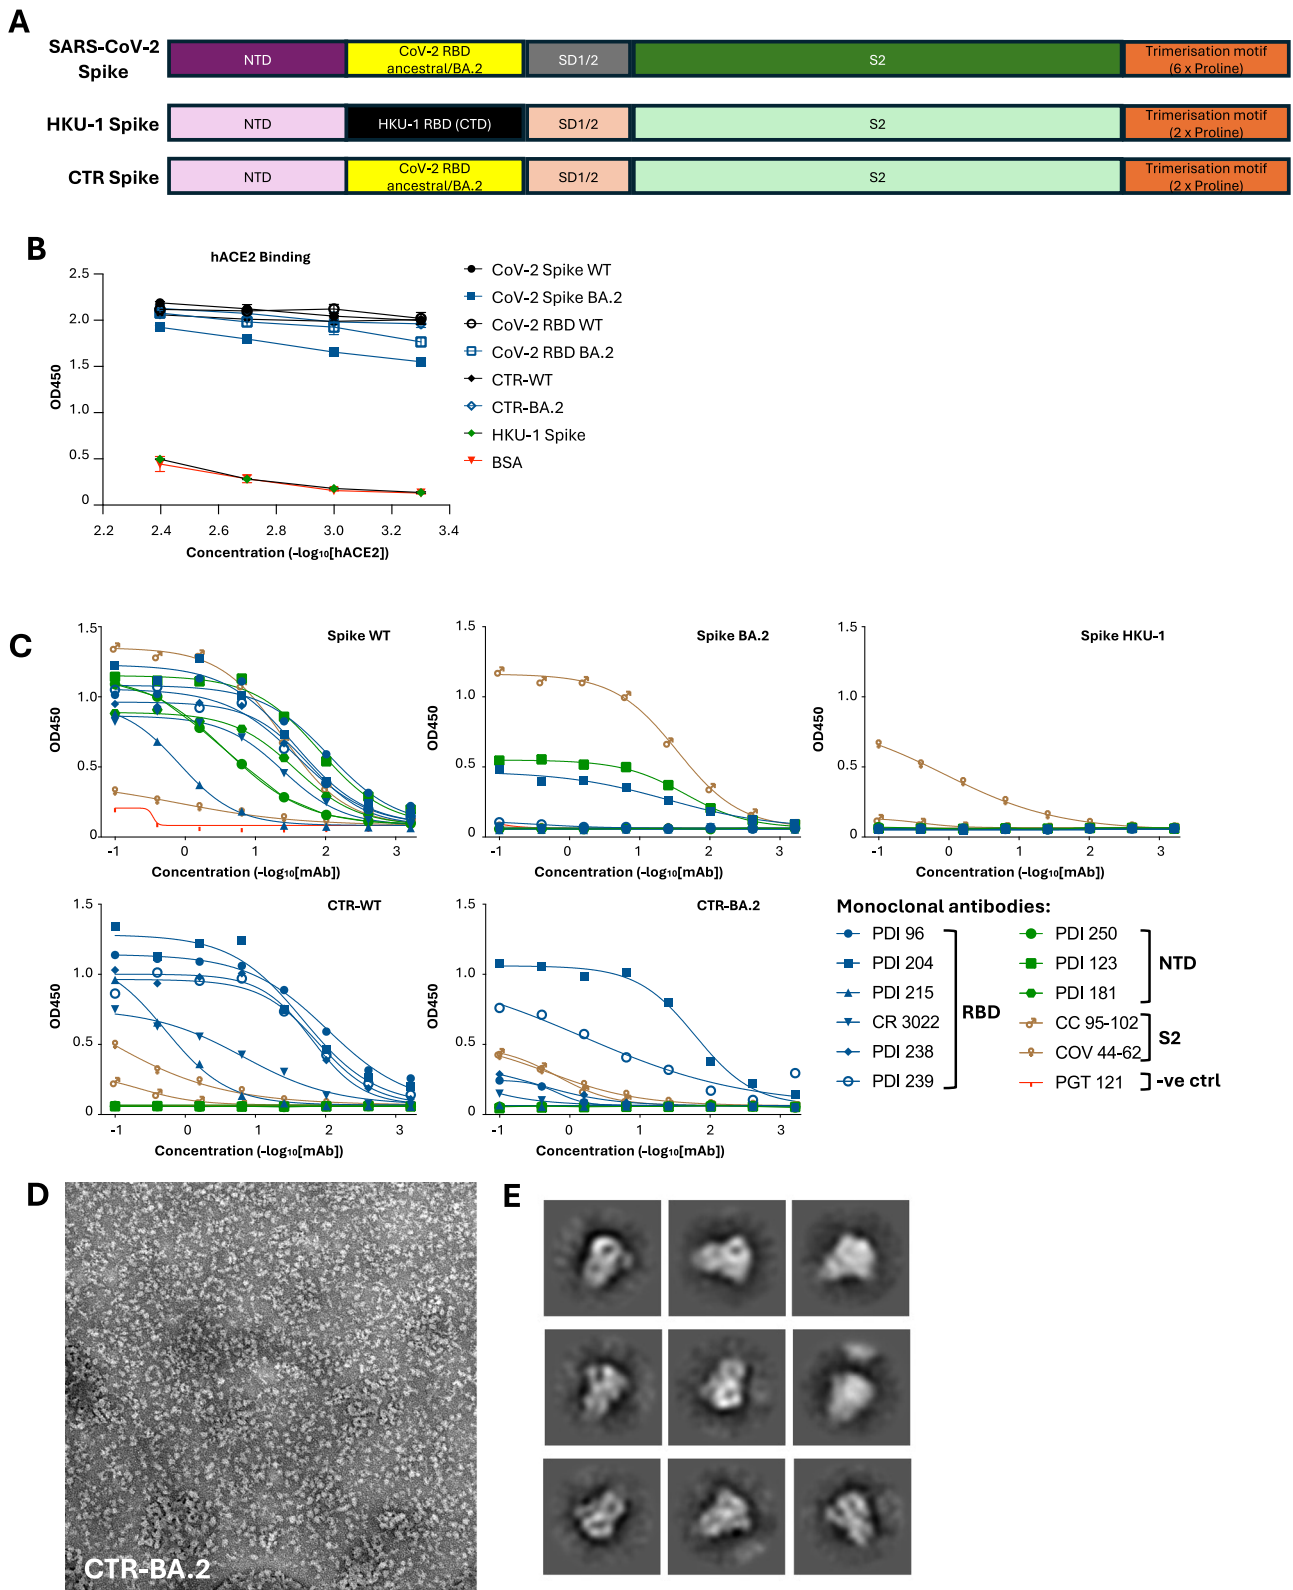 A
SARS-CoV-2
Spike
NTD
CoV-2 RBD
ancestral/BA.2
SD1/2
S2
Trimerisation motif
(6 x Proline)
HKU-1 Spike
NTD
HKU-1 RBD (CTD)
SD1/2
S2
Trimerisation motif
(2 x Proline)
CTR Spike
NTD
CoV-2 RBD
ancestral/BA.2
SD1/2
S2
Trimerisation motif
(2 x Proline)
B
hACE2 Binding
2.5
2.0
1.5
1.0
0.5
0
OD450
2.2 2.4 2.6 2.8 3.0 3.2 3.4
Concentration (-log₁₀[hACE2])
CoV-2 Spike WT
CoV-2 Spike BA.2
CoV-2 RBD WT
CoV-2 RBD BA.2
CTR-WT
CTR-BA.2
HKU-1 Spike
BSA
C
Spike WT
1.5
1.0
0.5
0
OD450
-1 0 1 2 3
Concentration (-log₁₀[mAb])
Spike BA.2
1.5
1.0
0.5
0
OD450
-1 0 1 2 3
Concentration (-log₁₀[mAb])
Spike HKU-1
1.5
1.0
0.5
0
OD450
-1 0 1 2 3
Concentration (-log₁₀[mAb])
CTR-WT
1.5
1.0
0.5
0
OD450
-1 0 1 2 3
Concentration (-log₁₀[mAb])
CTR-BA.2
1.5
1.0
0.5
0
OD450
-1 0 1 2 3
Concentration (-log₁₀[mAb])
Monoclonal antibodies:
PDI 96
PDI 204
PDI 215
CR 3022
PDI 238
PDI 239
RBD
PDI 250
PDI 123
PDI 181
NTD
CC 95-102
COV 44-62
S2
PGT 121
-ve ctrl
D
CTR-BA.2
E